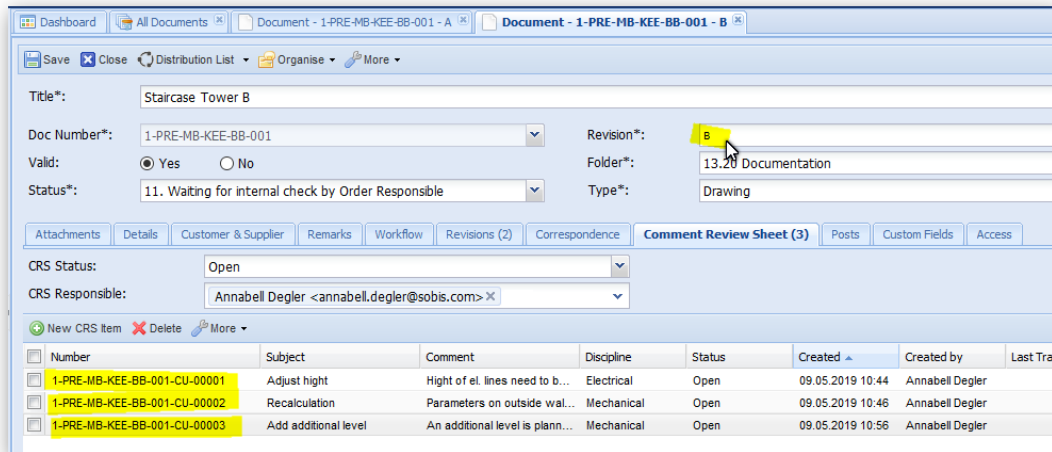 Dashboard All Documents Document - 1-PRE-MB-KEE-BB-001 - A Document - 1-PRE-MB-KEE-BB-001 - B
Save Close Distribution List Organise More
Title*: Staircase Tower B
Doc Number*: 1-PRE-MB-KEE-BB-001 Revision*: B
Valid: Yes No Folder*: 13.20 Documentation
Status*: 11. Waiting for internal check by Order Responsible Type*: Drawing
Attachments Details Customer & Supplier Remarks Workflow Revisions (2) Correspondence Comment Review Sheet (3) Posts Custom Fields Access
CRS Status: Open
CRS Responsible: Annabell Degler <annabell.degler@sobis.com>
New CRS Item Delete More
Number Subject Comment Discipline Status Created Created by Last Tra
1-PRE-MB-KEE-BB-001-CU-00001 Adjust hight Hight of el. lines need to b... Electrical Open 09.05.2019 10:44 Annabell Degler
1-PRE-MB-KEE-BB-001-CU-00002 Recalculation Parameters on outside wal... Mechanical Open 09.05.2019 10:46 Annabell Degler
1-PRE-MB-KEE-BB-001-CU-00003 Add additional level An additional level is plann... Mechanical Open 09.05.2019 10:56 Annabell Degler